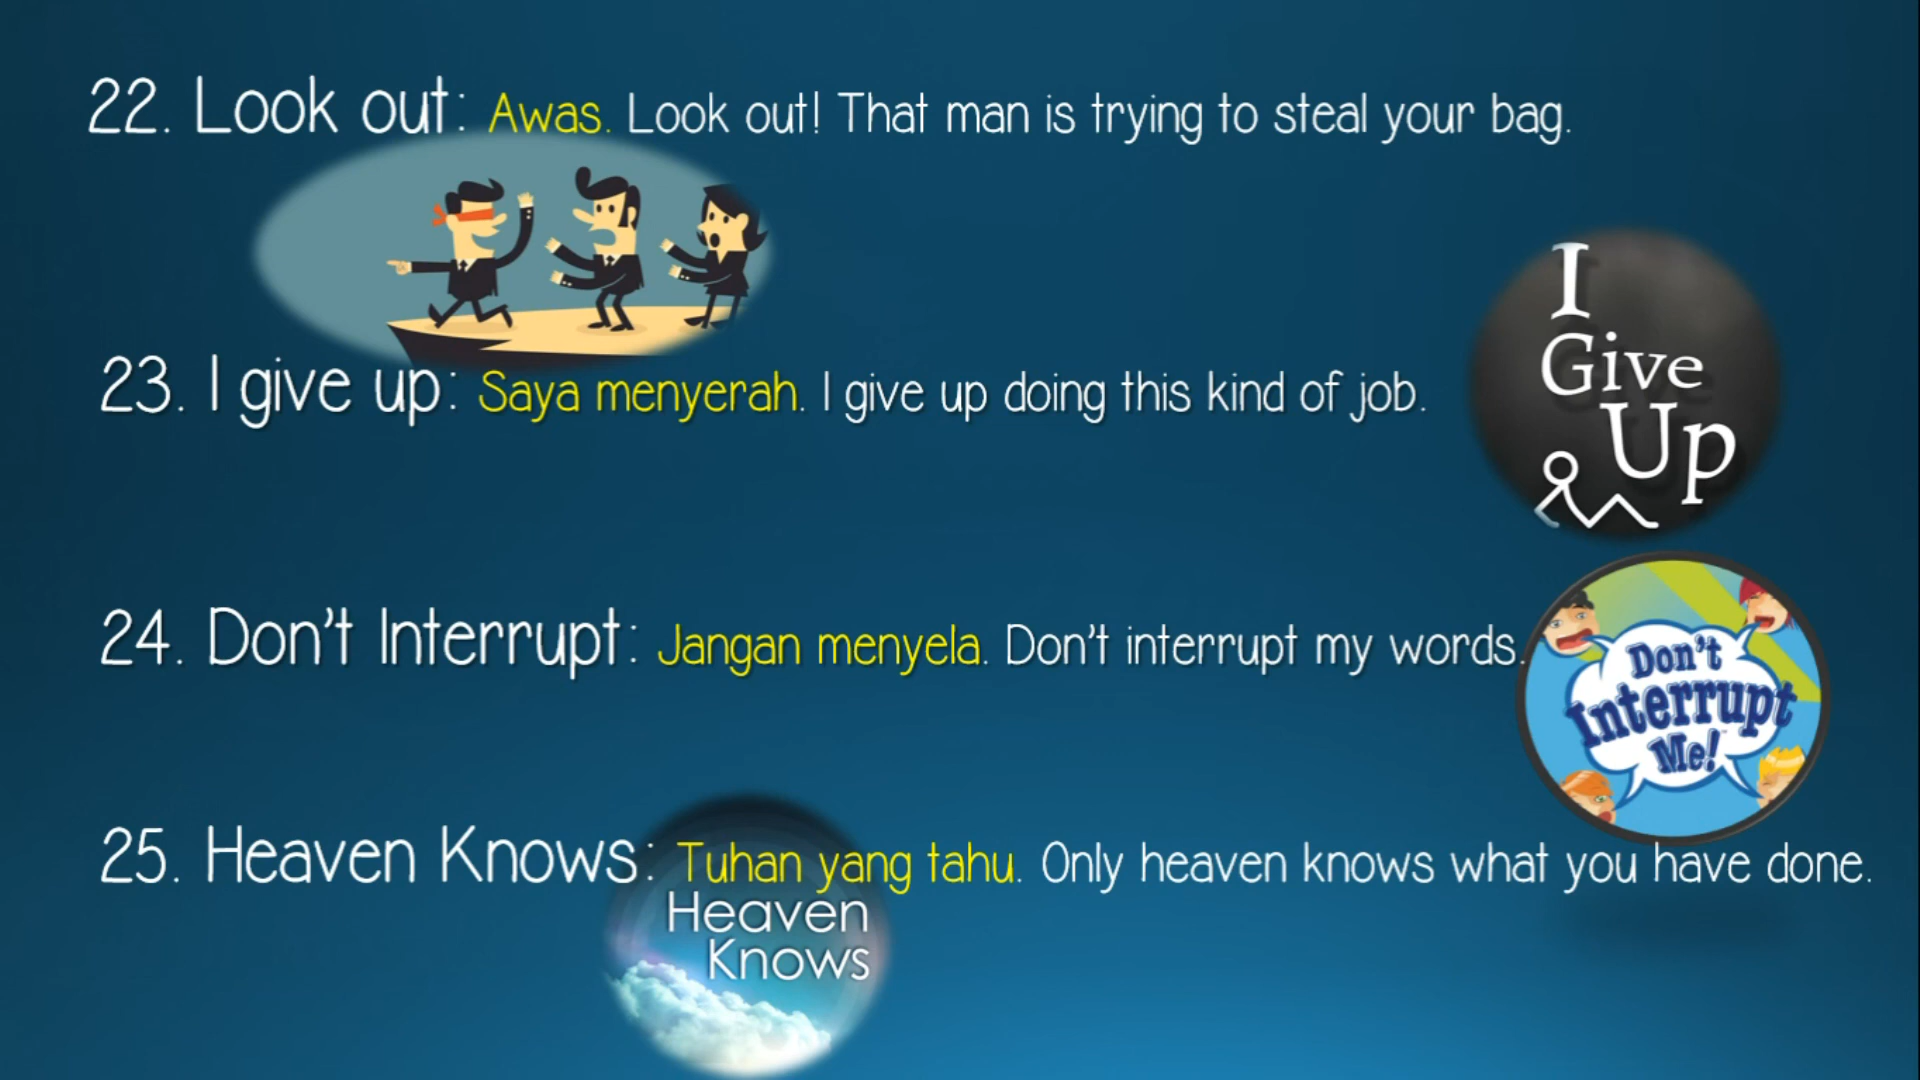 22. Look out: Awas. Look out! That man is trying to steal your bag.
I
Give
Up
23. I give up: Saya menyerah. I give up doing this kind of job.
24. Don't Interrupt: Jangan menyela. Don't interrupt my words.
Don't
Interrupt
Me!
25. Heaven Knows: Tuhan yang tahu. Only heaven knows what you have done.
Heaven
Knows